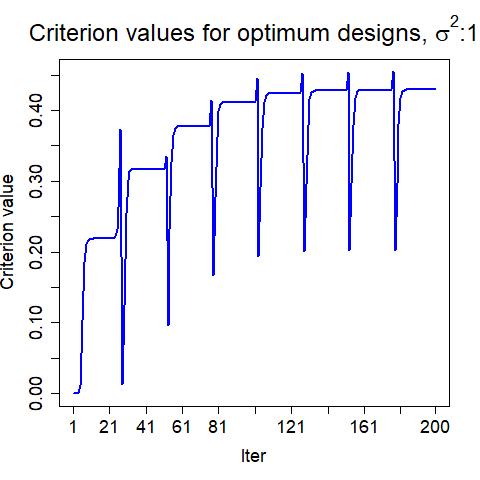 Criterion values for optimum designs, σ²:1
Criterion value
0.40
0.30
0.20
0.10
0.00
1 21 41 61 81 121 161 200
Iter